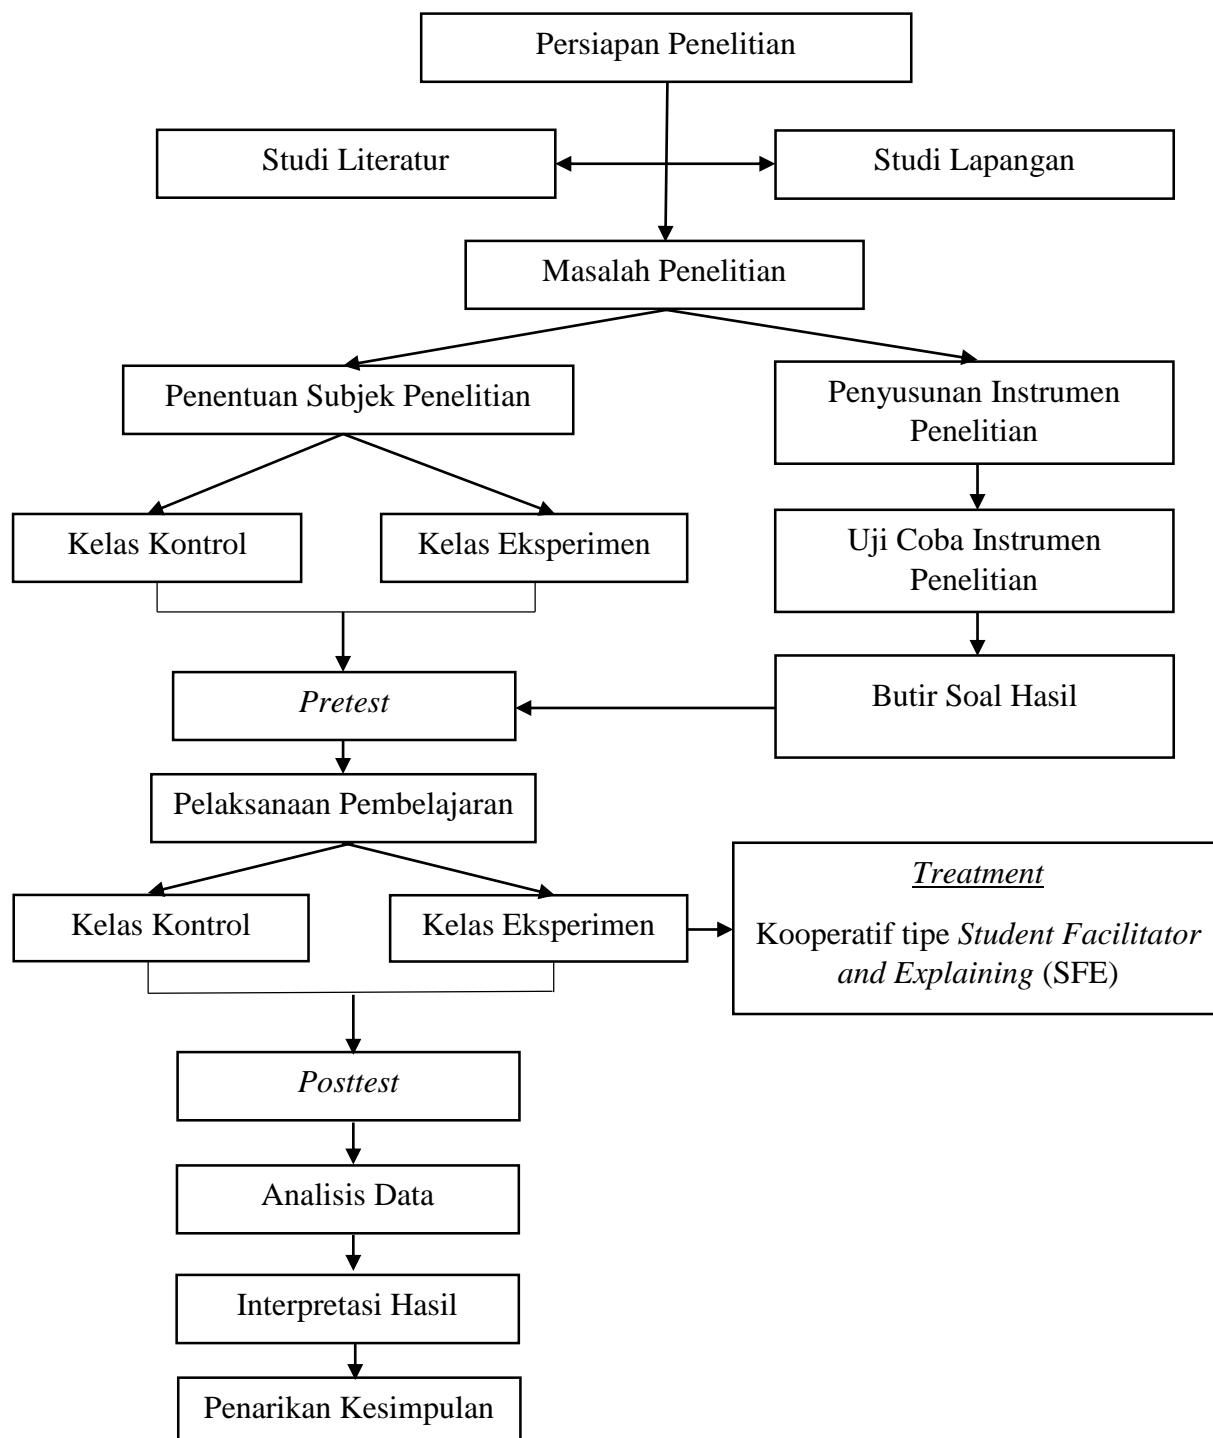 Persiapan Penelitian
Studi Literatur
Studi Lapangan
Masalah Penelitian
Penentuan Subjek Penelitian
Penyusunan Instrumen
Penelitian
Kelas Kontrol
Kelas Eksperimen
Uji Coba Instrumen
Penelitian
Pretest
Butir Soal Hasil
Pelaksanaan Pembelajaran
Kelas Kontrol
Kelas Eksperimen
Treatment
Kooperatif tipe Student Facilitator
and Explaining (SFE)
Posttest
Analisis Data
Interpretasi Hasil
Penarikan Kesimpulan